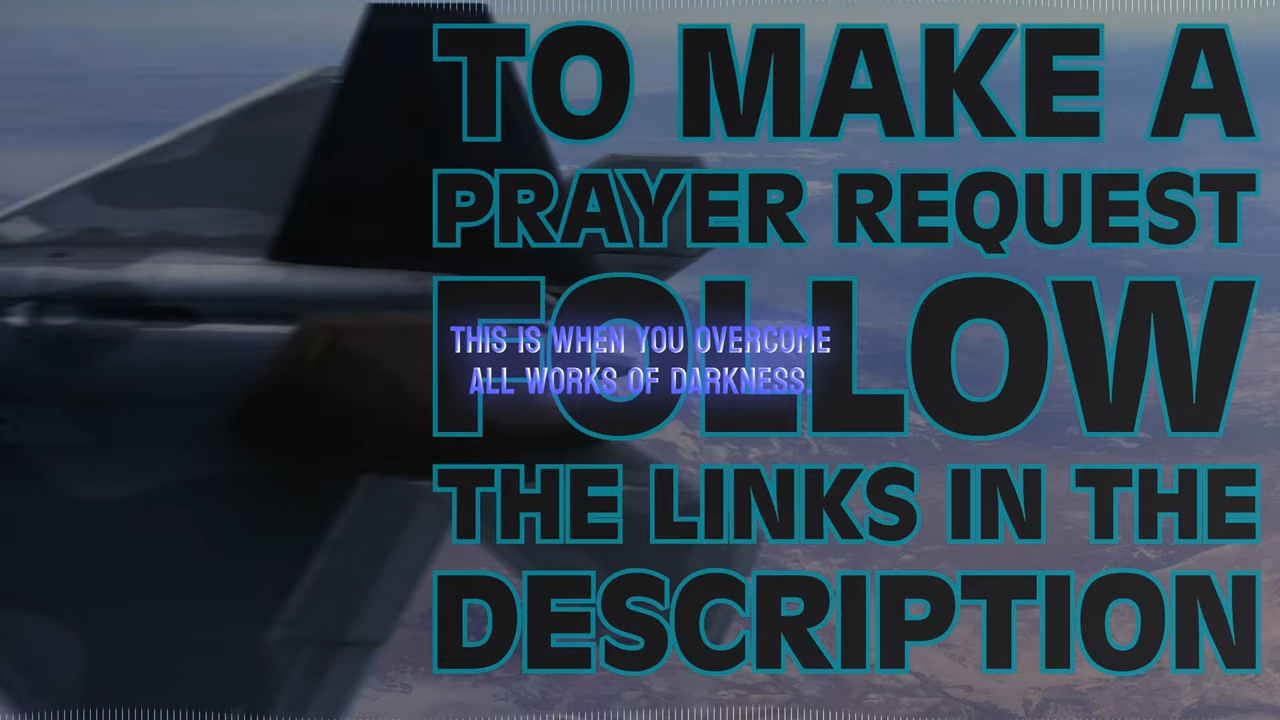 TO MAKE A
PRAYER REQUEST
FOLLOW
THE LINKS IN THE
DESCRIPTION
THIS IS WHEN YOU OVERCOME
ALL WORKS OF DARKNESS.